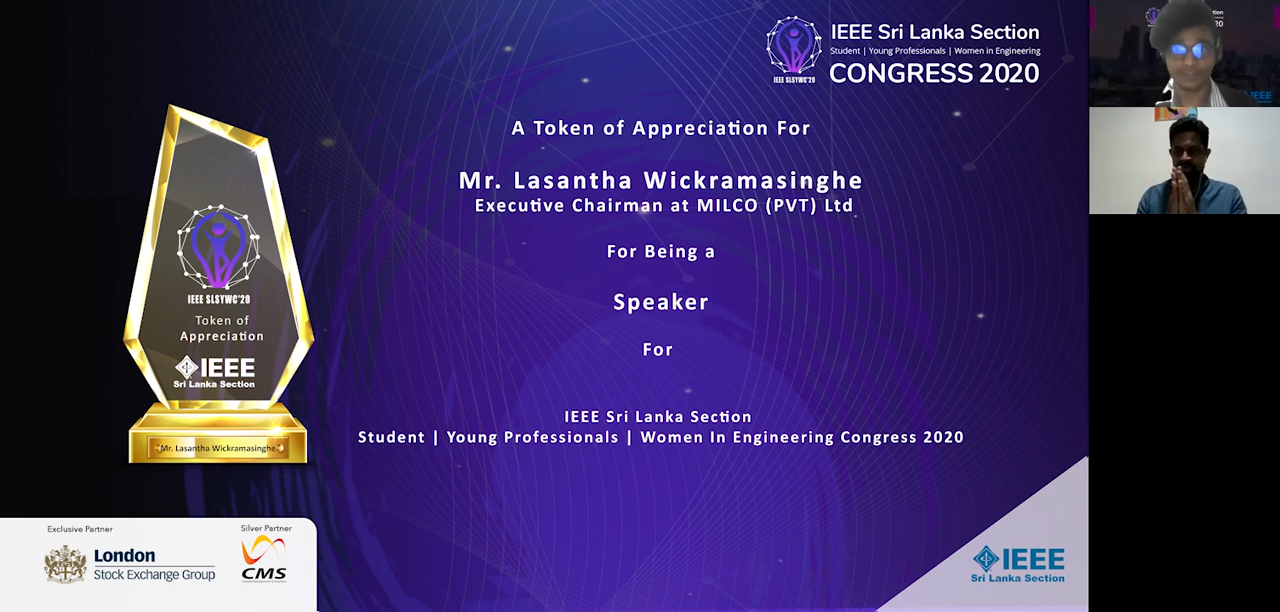 IEEE Sri Lanka Section
Student | Young Professionals | Women in Engineering
CONGRESS 2020
IEEE SLSYWC'20
A Token of Appreciation For
Mr. Lasantha Wickramasinghe
Executive Chairman at MILCO (PVT) Ltd
For Being a
Speaker
For
IEEE Sri Lanka Section
Student | Young Professionals | Women In Engineering Congress 2020
IEEE SLSYWC'20
Token of
Appreciation
IEEE
Sri Lanka Section
Mr. Lasantha Wickramasinghe
Exclusive Partner
London
Stock Exchange Group
Silver Partner
CMS
IEEE
Sri Lanka Section
IEEE